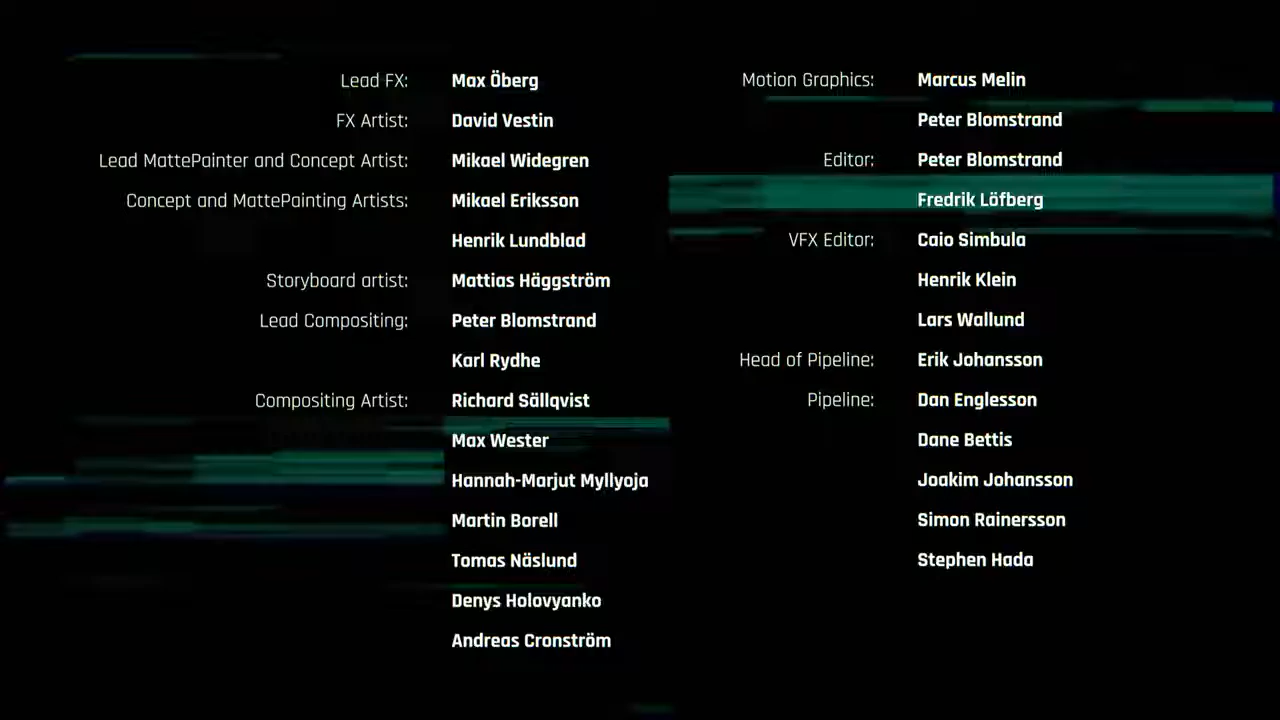 Lead FX: Max Öberg
FX Artist: David Vestin
Lead MattePainter and Concept Artist: Mikael Widegren
Concept and MattePainting Artists: Mikael Eriksson
Henrik Lundblad
Storyboard artist: Mattias Häggström
Lead Compositing: Peter Blomstrand
Karl Rydhe
Compositing Artist: Richard Sällqvist
Max Wester
Hannah-Marjut Myllyoja
Martin Borell
Tomas Näslund
Denys Holovyanko
Andreas Cronström
Motion Graphics: Marcus Melin
Peter Blomstrand
Editor: Peter Blomstrand
Fredrik Löfberg
VFX Editor: Caio Simbula
Henrik Klein
Lars Wallund
Head of Pipeline: Erik Johansson
Pipeline: Dan Englesson
Dane Bettis
Joakim Johansson
Simon Rainersson
Stephen Hada